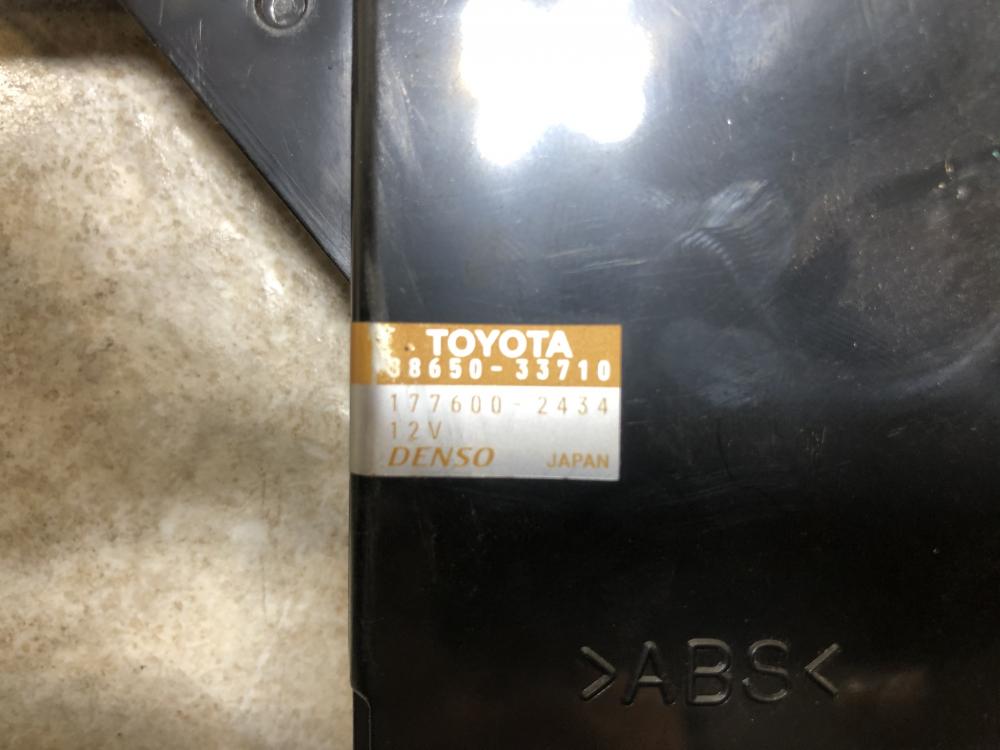 TOYOTA
88650-33710
177600-2434
12V
DENSO JAPAN
>ABS<